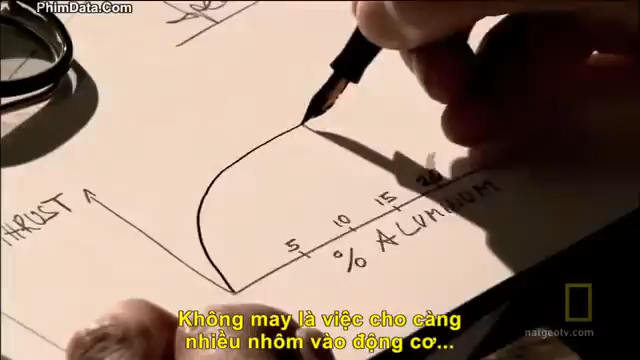 PhimData.Com
THRUST
5
10
15
20
% ALUMINUM
natgeotv.com
Không may là việc cho càng
nhiều nhôm vào động cơ...